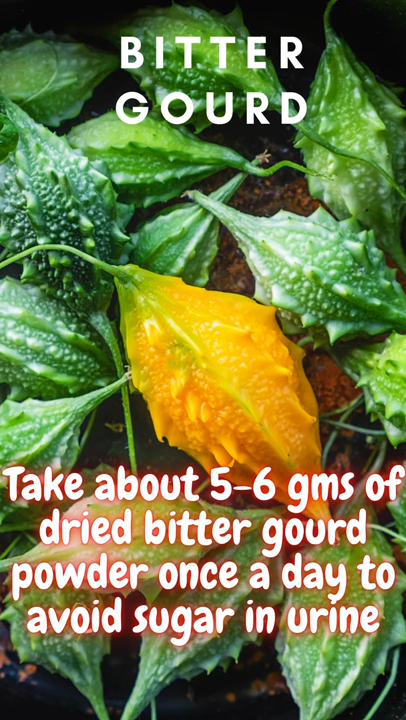 BITTER
GOURD
Take about 5-6 gms of
dried bitter gourd
powder once a day to
avoid sugar in urine